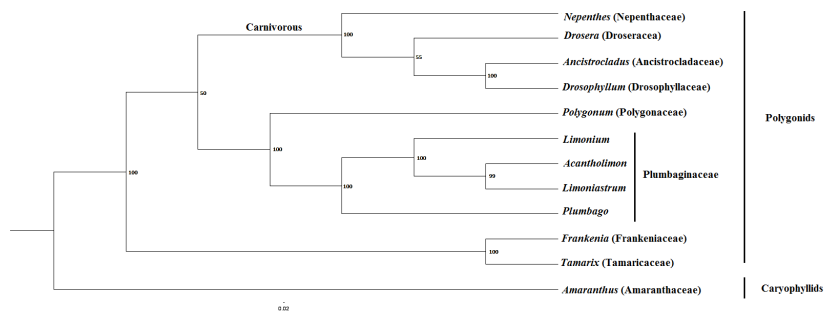 Carnivorous
Nepenthes (Nepenthaceae)
100
Drosera (Droseracea)
55
Ancistrocladus (Ancistrocladaceae)
100
Drosophyllum (Drosophyllaceae)
50
Polygonum (Polygonaceae)
Polygonids
Limonium
100
100
Acantholimon
99
Plumbaginaceae
100
100
Limoniastrum
Plumbago
Frankenia (Frankeniaceae)
100
Tamarix (Tamaricaceae)
Amaranthus (Amaranthaceae)
Caryophyllids
0.02